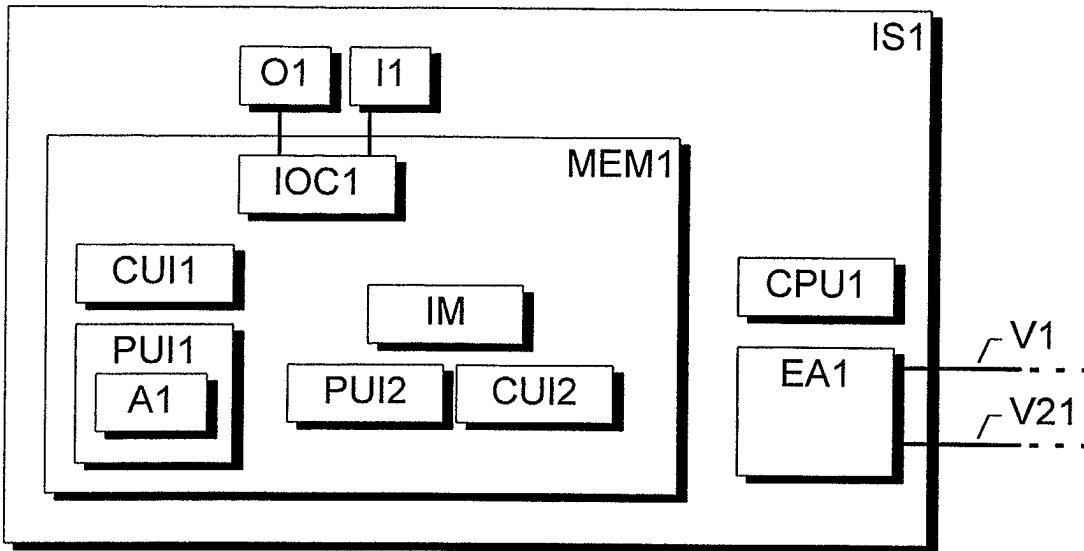 IS1
O1
I1
MEM1
IOC1
CUI1
CPU1
IM
PUI1
V1
EA1
A1
PUI2
CUI2
V21